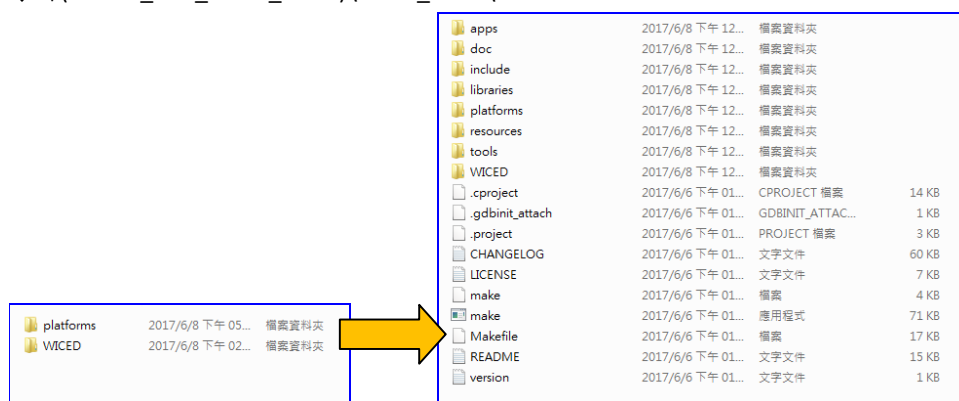 apps 2017/6/8 下午 12... 檔案資料夾
doc 2017/6/8 下午 12... 檔案資料夾
include 2017/6/8 下午 12... 檔案資料夾
libraries 2017/6/8 下午 12... 檔案資料夾
platforms 2017/6/8 下午 12... 檔案資料夾
resources 2017/6/8 下午 12... 檔案資料夾
tools 2017/6/8 下午 12... 檔案資料夾
WICED 2017/6/8 下午 12... 檔案資料夾
.cproject 2017/6/6 下午 01... CPROJECT 檔案 14 KB
.gdbinit_attach 2017/6/6 下午 01... GDBINIT_ATTAC... 1 KB
.project 2017/6/6 下午 01... PROJECT 檔案 3 KB
CHANGELOG 2017/6/6 下午 01... 文字文件 60 KB
LICENSE 2017/6/6 下午 01... 文字文件 7 KB
make 2017/6/6 下午 01... 檔案 4 KB
make 2017/6/6 下午 01... 應用程式 71 KB
Makefile 2017/6/6 下午 01... 檔案 17 KB
README 2017/6/6 下午 01... 文字文件 15 KB
version 2017/6/6 下午 01... 文字文件 1 KB
platforms 2017/6/8 下午 05... 檔案資料夾
WICED 2017/6/8 下午 02... 檔案資料夾